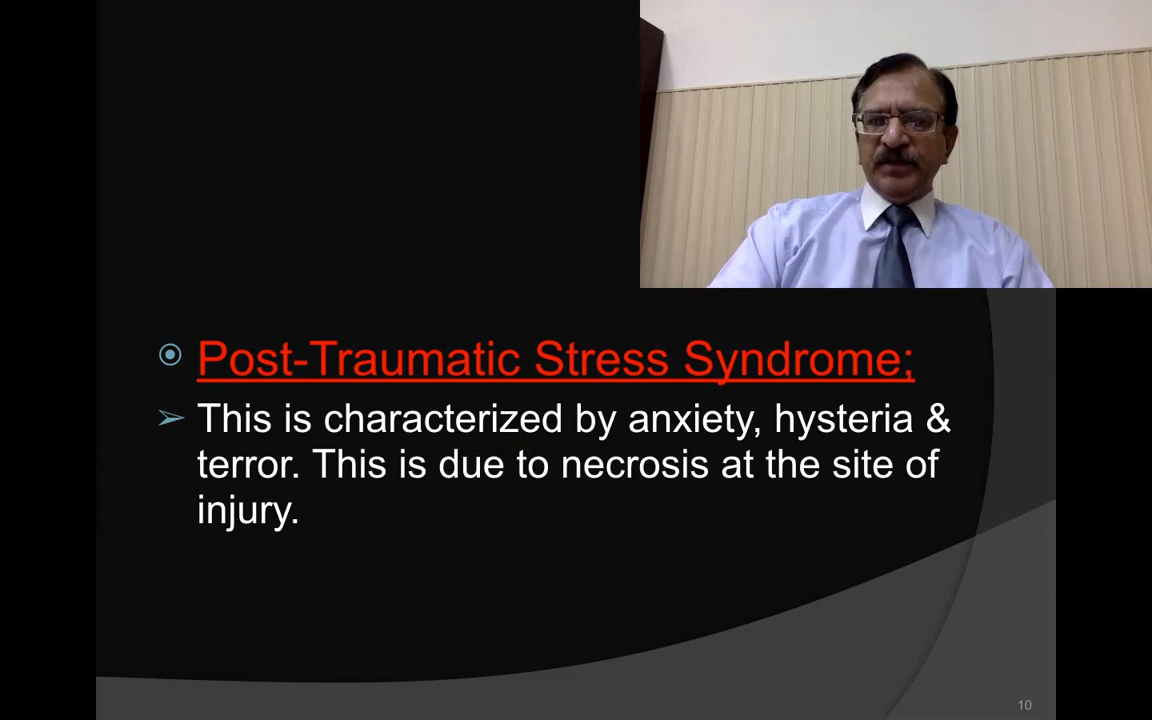 Post-Traumatic Stress Syndrome;
This is characterized by anxiety, hysteria &
terror. This is due to necrosis at the site of
injury.
10